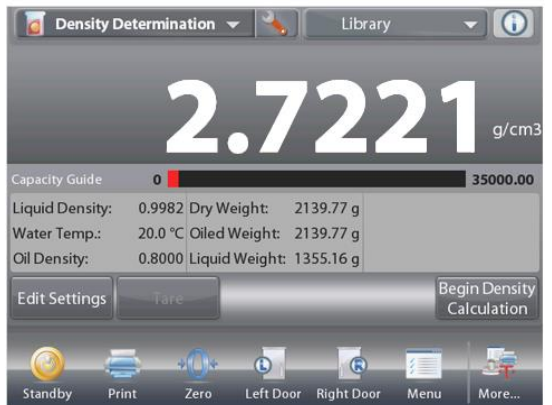 Density Determination Library
2.7221 g/cm3
Capacity Guide 0 35000.00
Liquid Density: 0.9982 Dry Weight: 2139.77 g
Water Temp.: 20.0 °C Oiled Weight: 2139.77 g
Oil Density: 0.8000 Liquid Weight: 1355.16 g
Edit Settings Tare Begin Density
Calculation
Standby Print Zero Left Door Right Door Menu More...